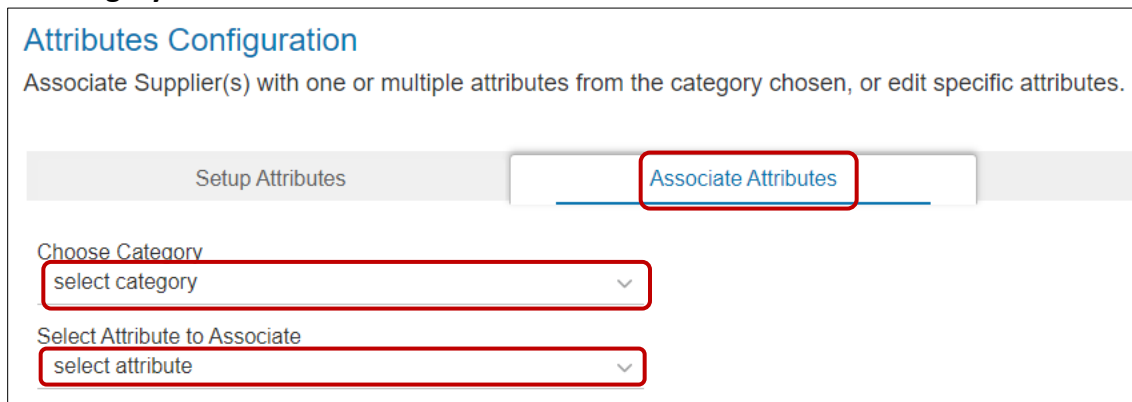 Attributes Configuration
Associate Supplier(s) with one or multiple attributes from the category chosen, or edit specific attributes.
Setup Attributes
Associate Attributes
Choose Category
select category
Select Attribute to Associate
select attribute